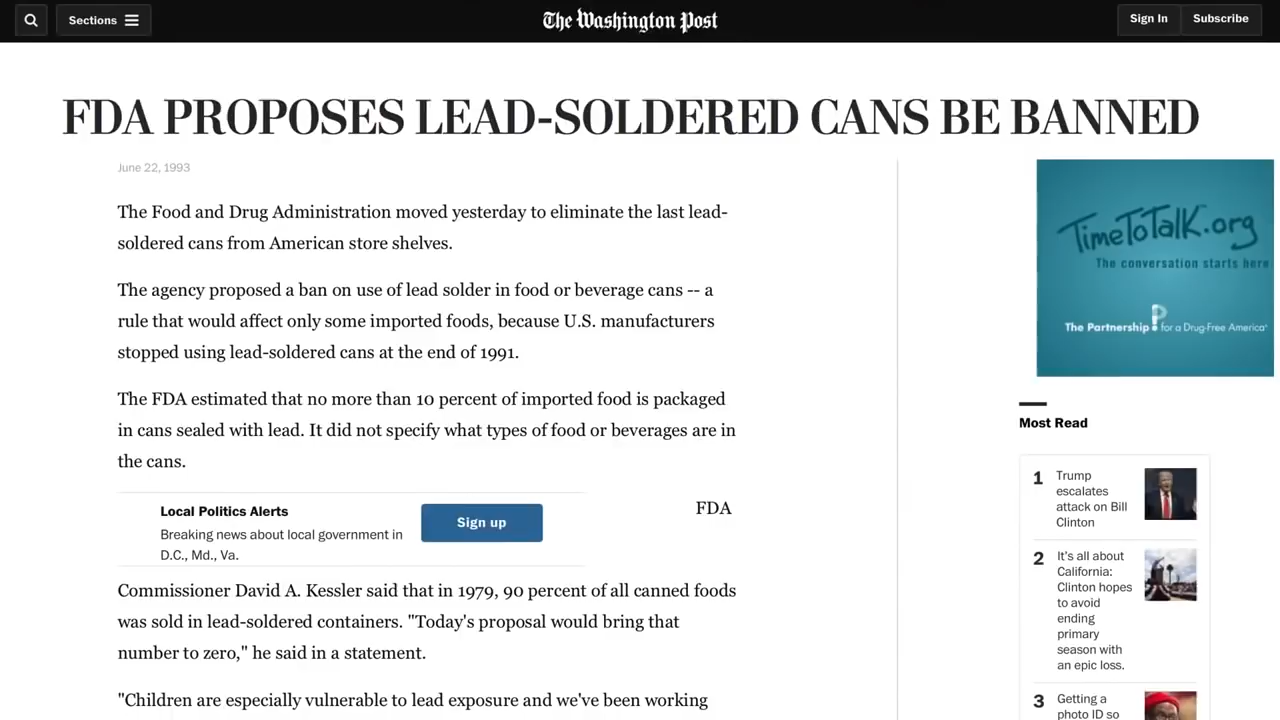 Sections
The Washington Post
Sign In
Subscribe
FDA PROPOSES LEAD-SOLDERED CANS BE BANNED
June 22, 1993
The Food and Drug Administration moved yesterday to eliminate the last lead-
soldered cans from American store shelves.
The agency proposed a ban on use of lead solder in food or beverage cans -- a
rule that would affect only some imported foods, because U.S. manufacturers
stopped using lead-soldered cans at the end of 1991.
The FDA estimated that no more than 10 percent of imported food is packaged
in cans sealed with lead. It did not specify what types of food or beverages are in
the cans.
Local Politics Alerts
Breaking news about local government in
D.C., Md., Va.
Sign up
FDA
Commissioner David A. Kessler said that in 1979, 90 percent of all canned foods
was sold in lead-soldered containers. "Today's proposal would bring that
number to zero," he said in a statement.
"Children are especially vulnerable to lead exposure and we've been working
TimeToTalk.org
The conversation starts here
The Partnership for a Drug-Free America
Most Read
1
Trump
escalates
attack on Bill
Clinton
2
It's all about
California:
Clinton hopes
to avoid
ending
primary
season with
an epic loss.
3
Getting a
photo ID so